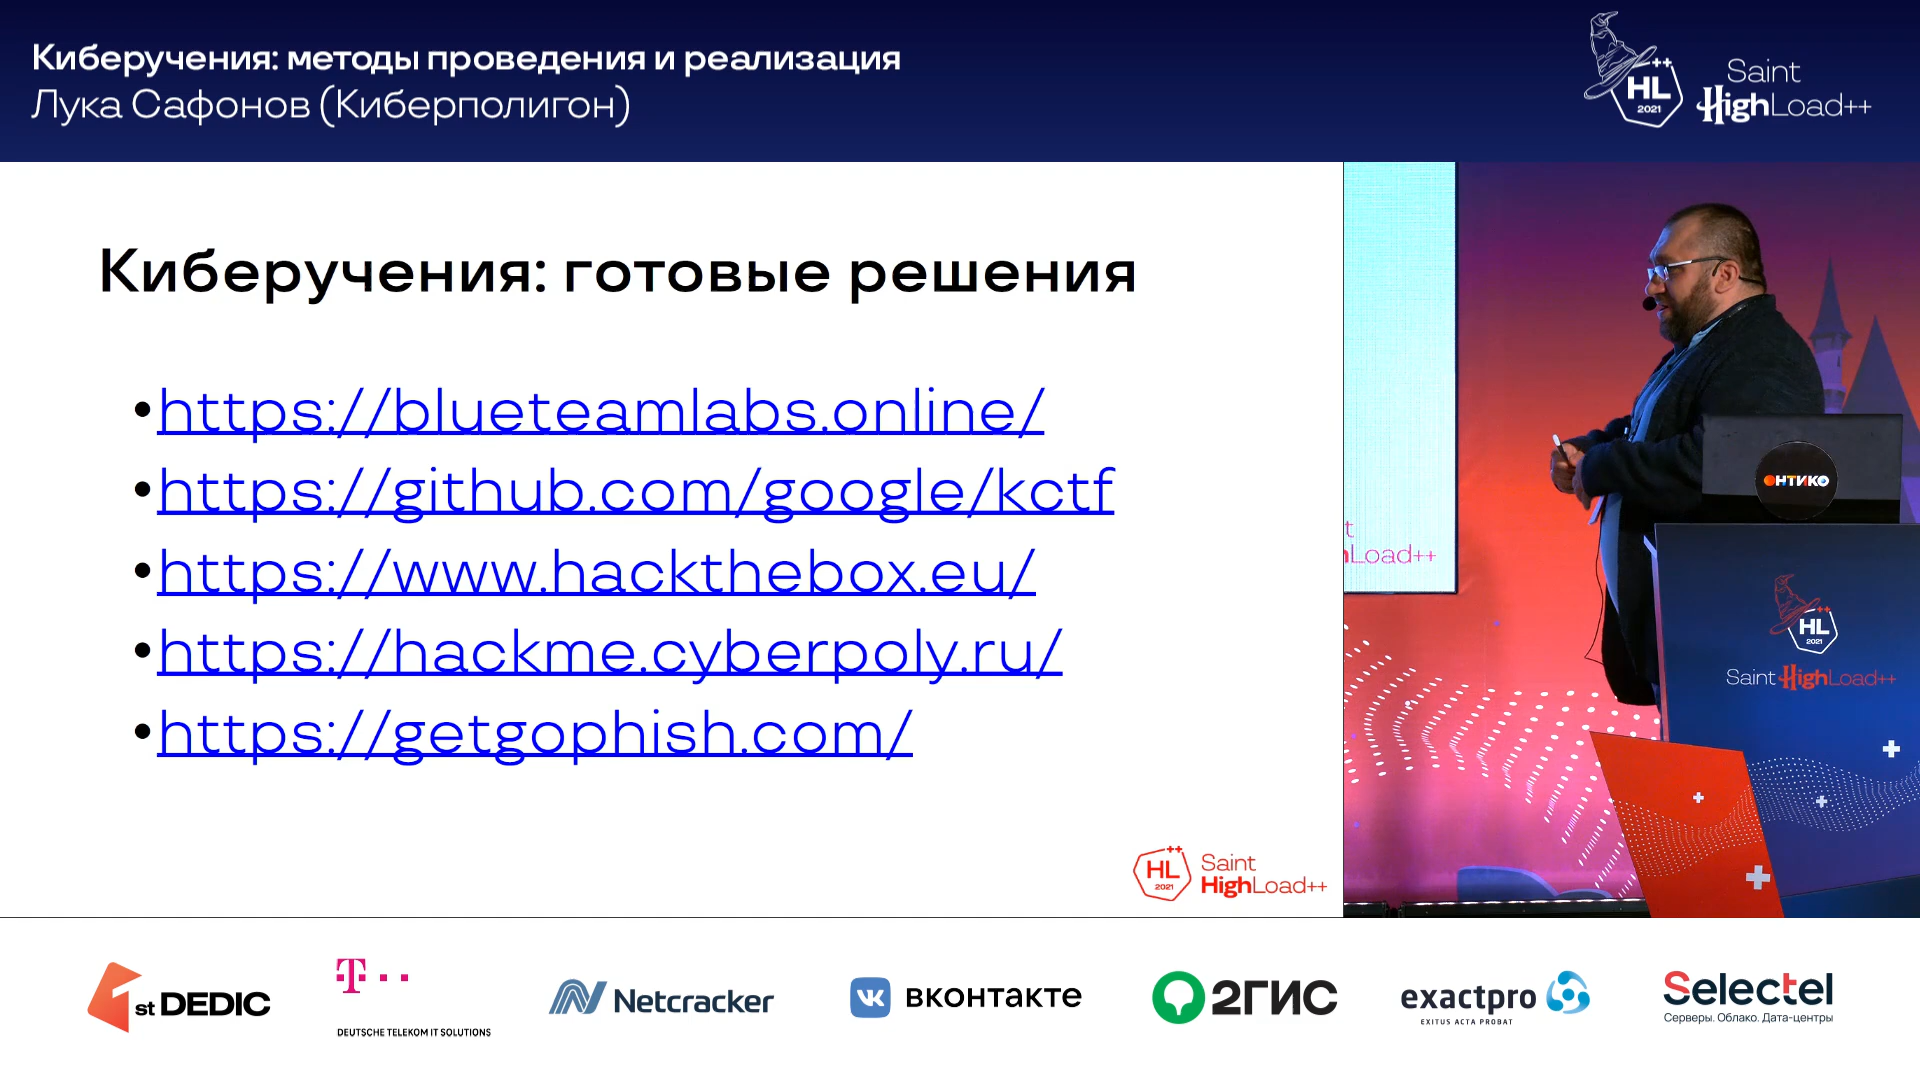 Киберучения: методы проведения и реализация
Лука Сафонов (Киберполигон)
++
HL
2021
Saint
HighLoad++
Киберучения: готовые решения
•https://blueteamlabs.online/
•https://github.com/google/kctf
•https://www.hackthebox.eu/
•https://hackme.cyberpoly.ru/
•https://getgophish.com/
++
HL
2021
Saint
HighLoad++
t
hLoad++
ОНТИКО
++
HL
2021
Saint HighLoad++
1st DEDIC
T
DEUTSCHE TELEKOM IT SOLUTIONS
Netcracker
VK вконтакте
2ГИС
exactpro
EXITUS ACTA PROBAT
Selectel
Серверы. Облако. Дата-центры